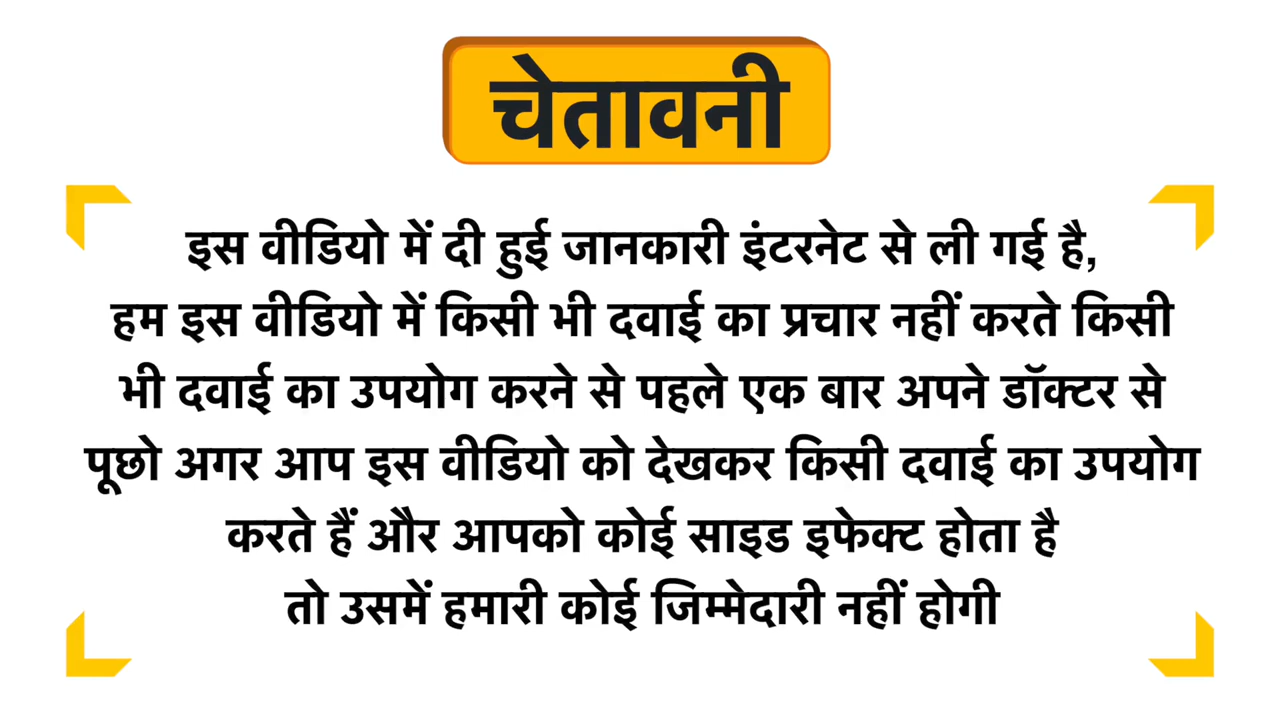 चेतावनी
इस वीडियो में दी हुई जानकारी इंटरनेट से ली गई है,
हम इस वीडियो में किसी भी दवाई का प्रचार नहीं करते किसी
भी दवाई का उपयोग करने से पहले एक बार अपने डॉक्टर से
पूछो अगर आप इस वीडियो को देखकर किसी दवाई का उपयोग
करते हैं और आपको कोई साइड इफेक्ट होता है
तो उसमें हमारी कोई जिम्मेदारी नहीं होगी